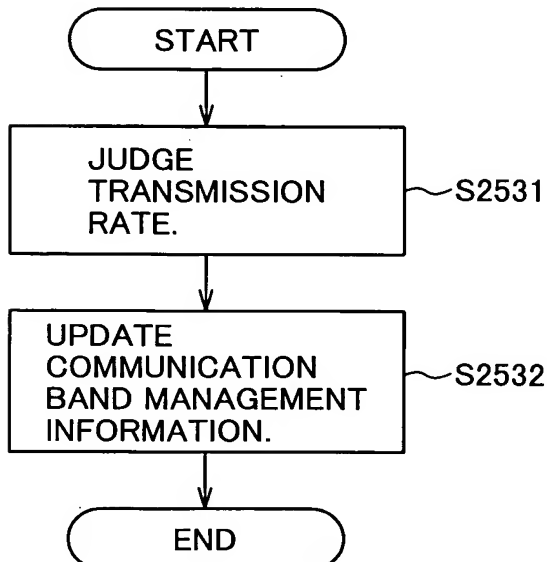 START
JUDGE
TRANSMISSION
RATE.
S2531
UPDATE
COMMUNICATION
BAND MANAGEMENT
INFORMATION.
S2532
END